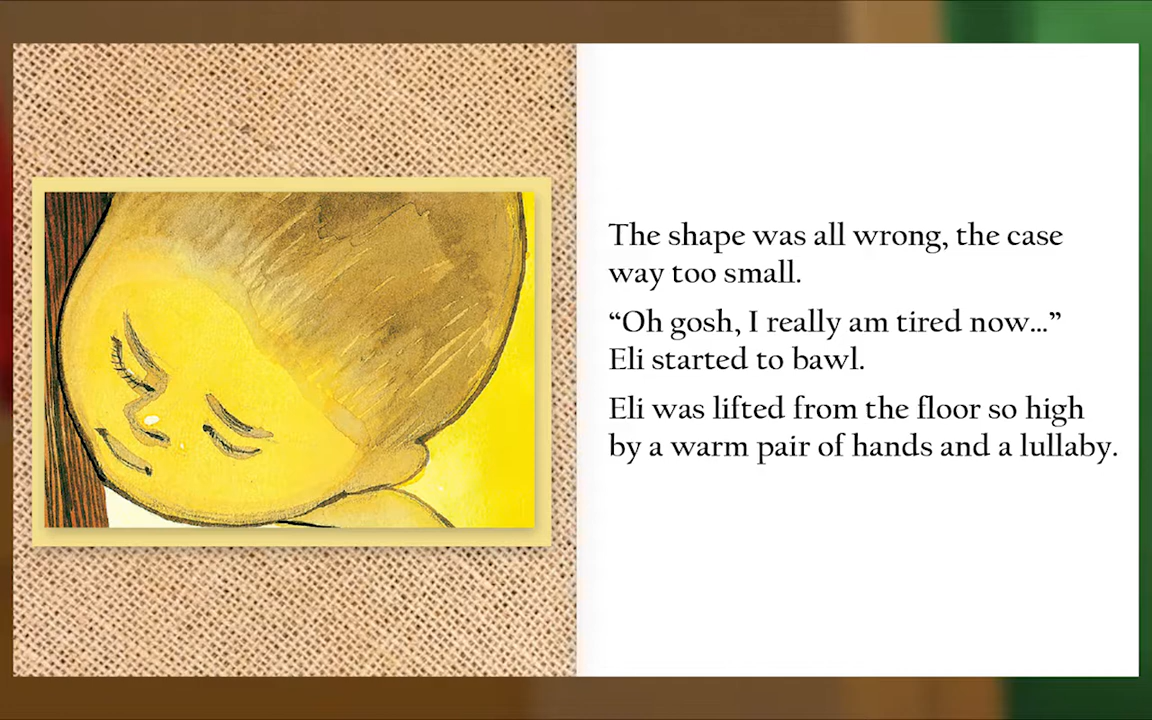 The shape was all wrong, the case
way too small.
“Oh gosh, I really am tired now...”
Eli started to bawl.
Eli was lifted from the floor so high
by a warm pair of hands and a lullaby.